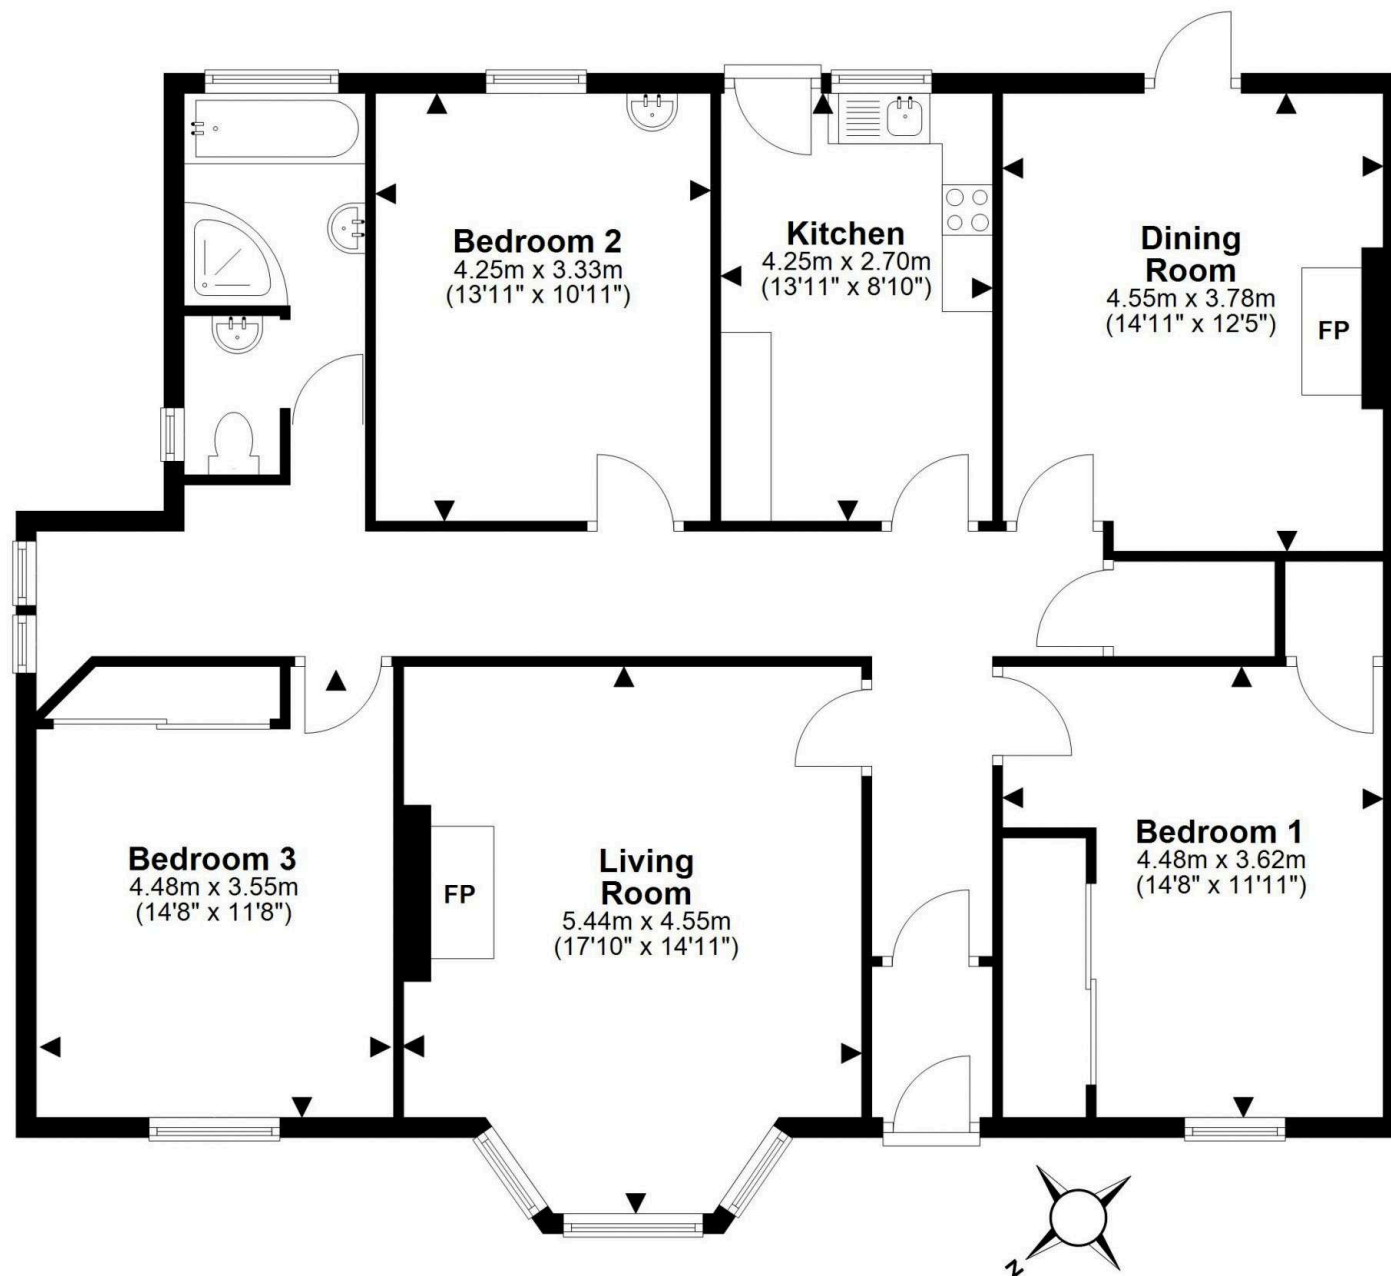 Bedroom 2
4.25m x 3.33m
(13'11" x 10'11")
Kitchen
4.25m x 2.70m
(13'11" x 8'10")
Dining
Room
4.55m x 3.78m
(14'11" x 12'5")
FP
Bedroom 3
4.48m x 3.55m
(14'8" x 11'8")
FP
Living
Room
5.44m x 4.55m
(17'10" x 14'11")
Bedroom 1
4.48m x 3.62m
(14'8" x 11'11")
N